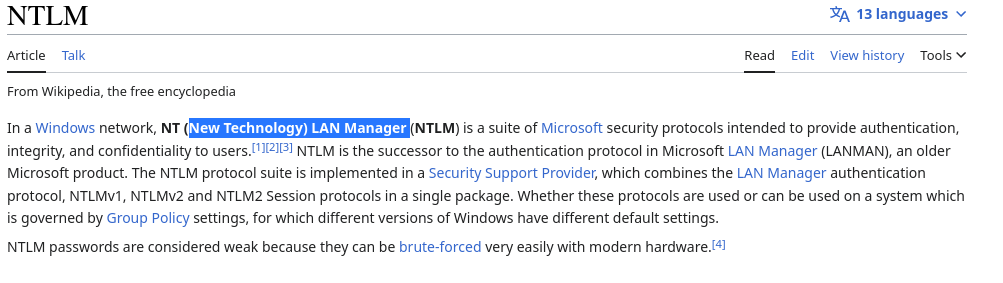 NTLM
13 languages
Article Talk Read Edit View history Tools
From Wikipedia, the free encyclopedia
In a Windows network, NT (New Technology) LAN Manager (NTLM) is a suite of Microsoft security protocols intended to provide authentication,
integrity, and confidentiality to users.[1][2][3] NTLM is the successor to the authentication protocol in Microsoft LAN Manager (LANMAN), an older
Microsoft product. The NTLM protocol suite is implemented in a Security Support Provider, which combines the LAN Manager authentication
protocol, NTLMv1, NTLMv2 and NTLM2 Session protocols in a single package. Whether these protocols are used or can be used on a system which
is governed by Group Policy settings, for which different versions of Windows have different default settings.
NTLM passwords are considered weak because they can be brute-forced very easily with modern hardware.[4]